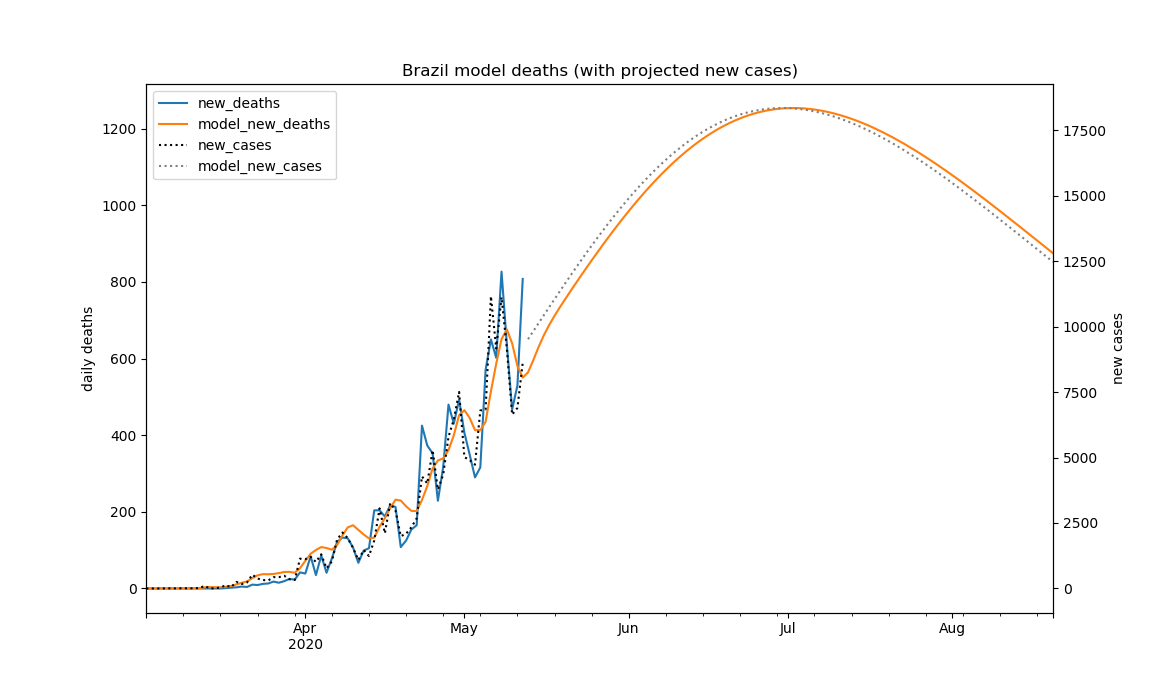 Brazil model deaths (with projected new cases)
new_deaths
model_new_deaths
new_cases
model_new_cases
daily deaths
1200
1000
800
600
400
200
0
17500
15000
12500
10000
7500
5000
2500
0
new cases
Apr
2020
May
Jun
Jul
Aug